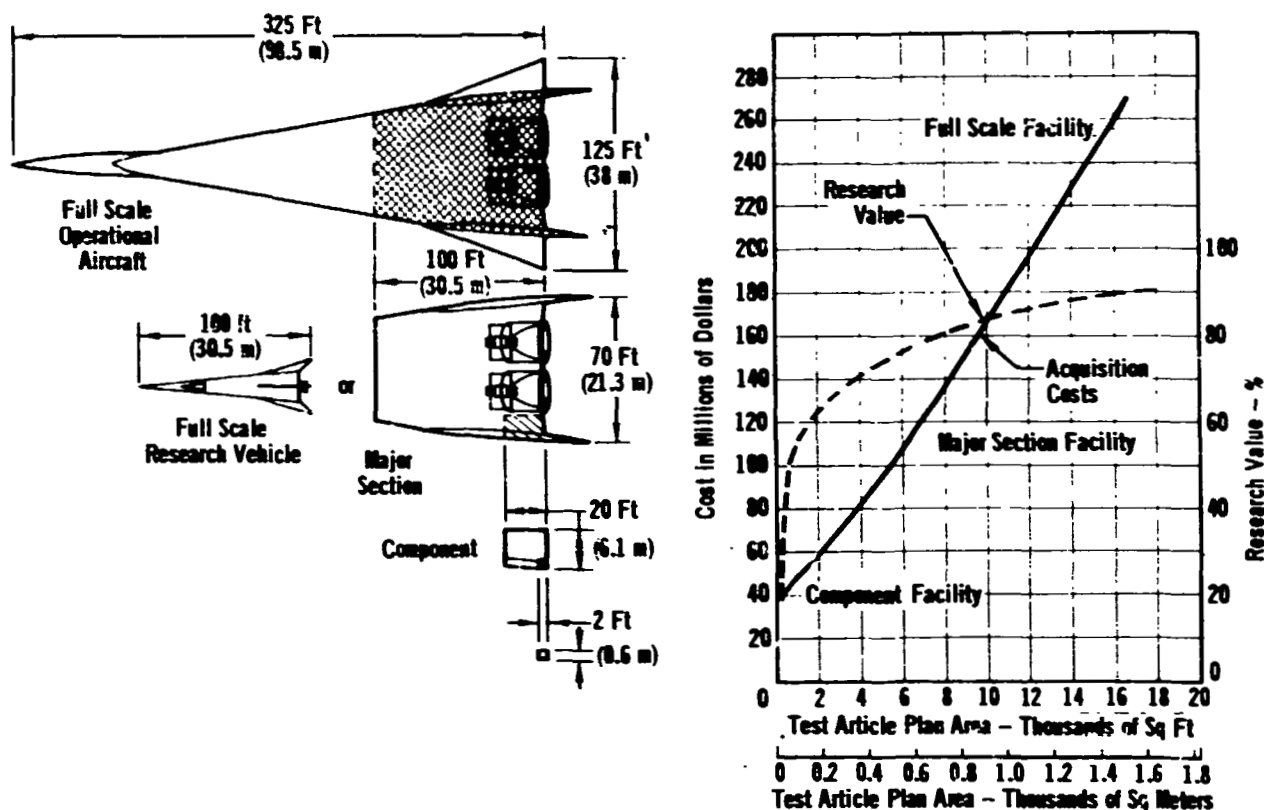 325 Ft
(98.5 m)
125 Ft
(38 m)
Full Scale
Operational
Aircraft
100 Ft
(30.5 m)
100 ft
(30.5 m)
or
Full Scale
Research Vehicle
70 Ft
(21.3 m)
Major
Section
20 Ft
(6.1 m)
Component
2 Ft
(0.6 m)
Cost in Millions of Dollars
280
260
240
220
200
180
160
140
120
100
80
60
40
20
0
Full Scale Facility
Research
Value
Acquisition
Costs
Major Section Facility
Component Facility
100
80
60
40
20
0
Research Value - %
2 4 6 8 10 12 14 16 18 20
Test Article Plan Area - Thousands of Sq Ft
0 0.2 0.4 0.6 0.8 1.0 1.2 1.4 1.6 1.8
Test Article Plan Area - Thousands of Sq Meters